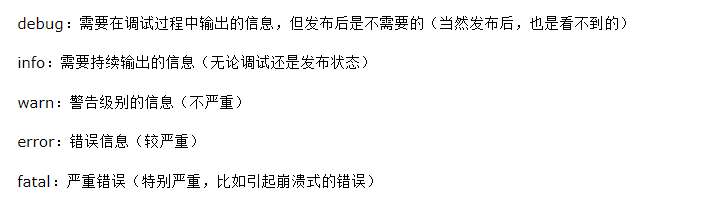 debug：需要在调试过程中输出的信息，但发布后是不需要的（当然发布后，也是看不到的）
info：需要持续输出的信息（无论调试还是发布状态）
warn：警告级别的信息（不严重）
error：错误信息（较严重）
fatal：严重错误（特别严重，比如引起崩溃式的错误）